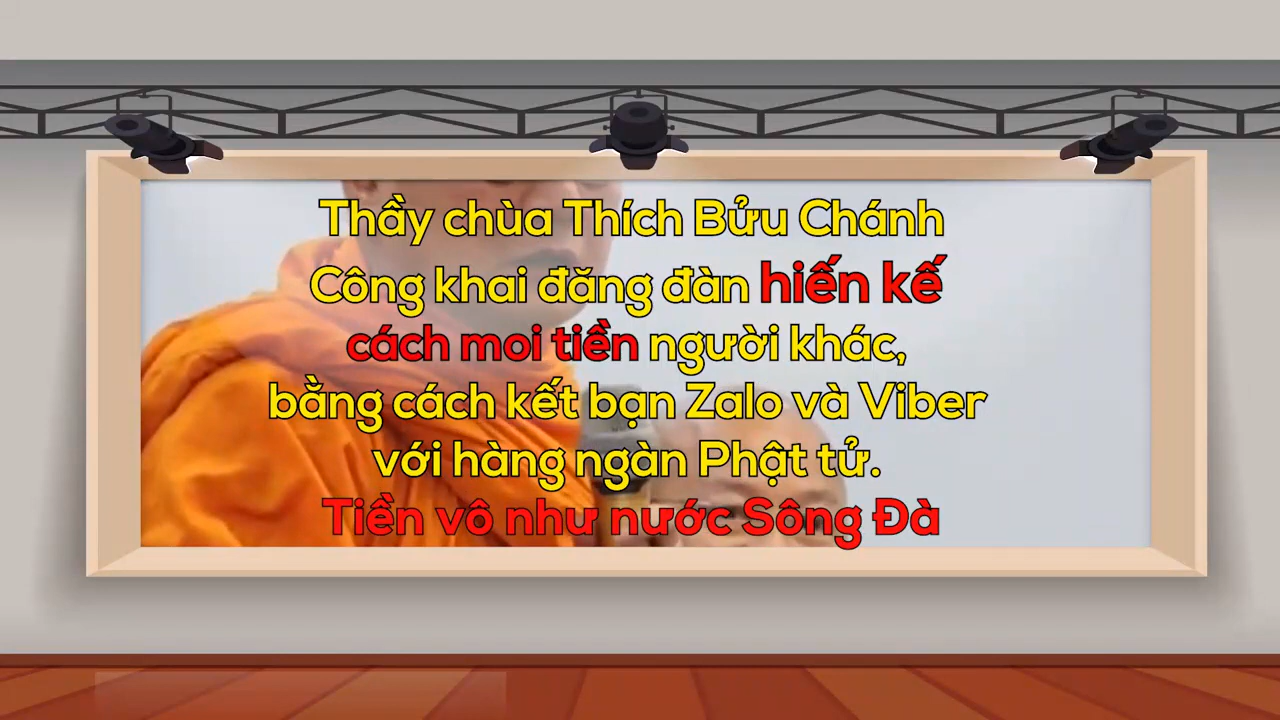 Thầy chùa Thích Bửu Chánh
Công khai đăng đàn hiến kế
cách moi tiền người khác,
bằng cách kết bạn Zalo và Viber
với hàng ngàn Phật tử.
Tiền vô như nước Sông Đà